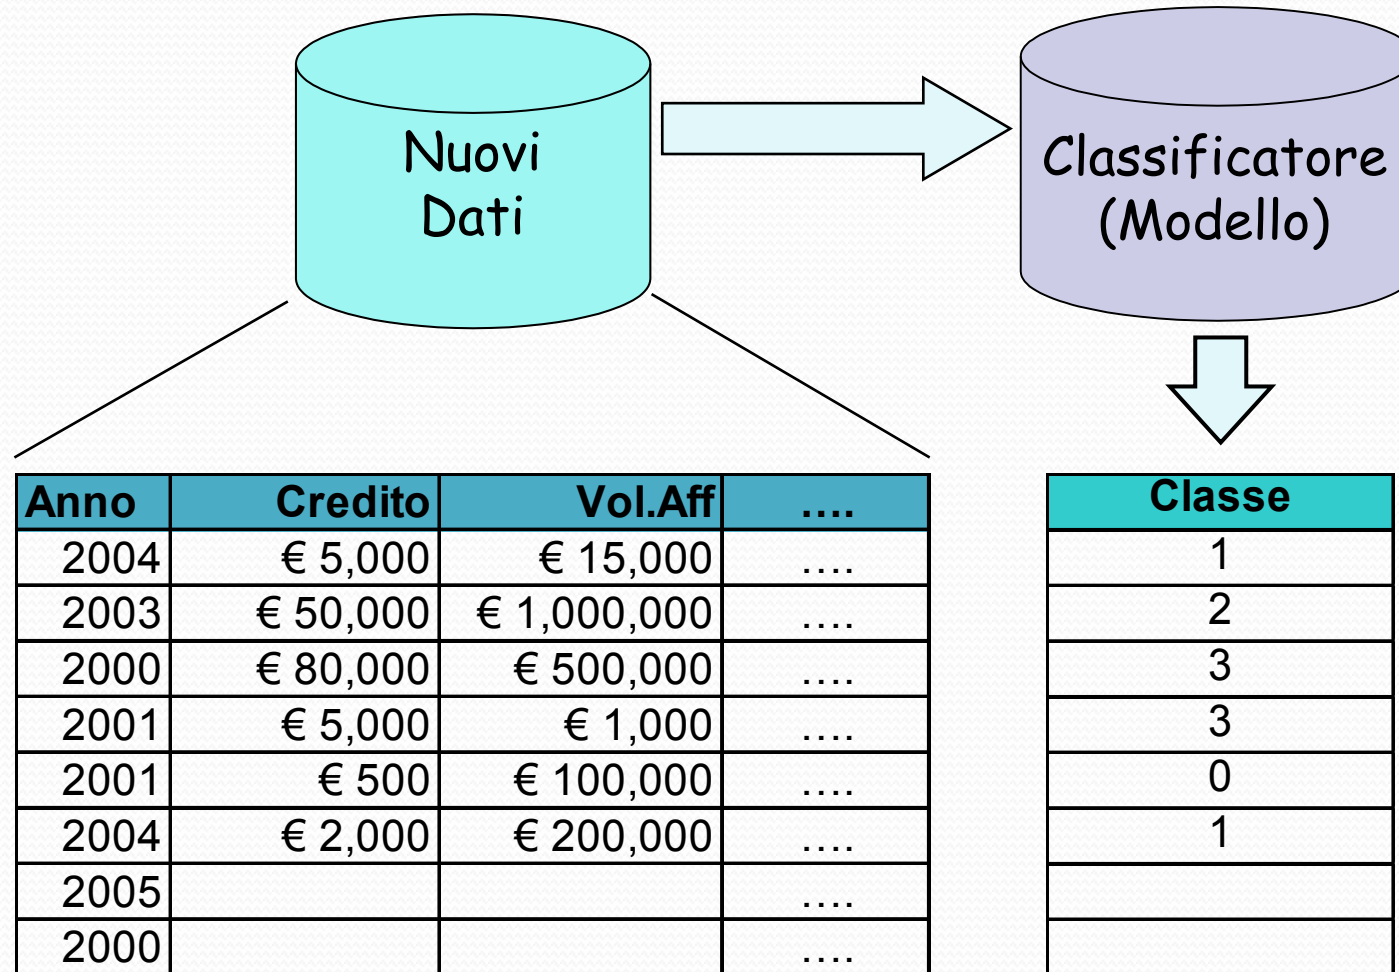 Nuovi
Dati
Classificatore
(Modello)
Anno Credito Vol.Aff ....
2004 € 5,000 € 15,000 ....
2003 € 50,000 € 1,000,000 ....
2000 € 80,000 € 500,000 ....
2001 € 5,000 € 1,000 ....
2001 € 500 € 100,000 ....
2004 € 2,000 € 200,000 ....
2005 ....
2000 ....
Classe
1
2
3
3
0
1